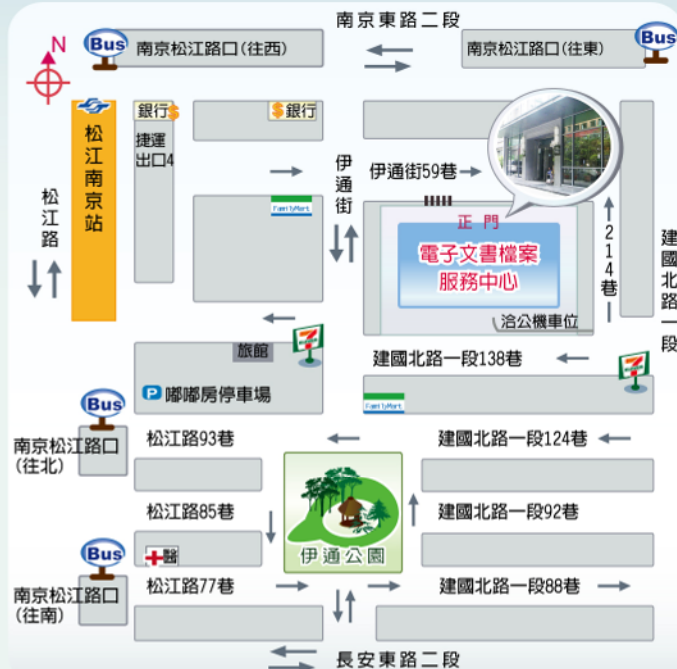 南京東路二段
N
Bus
南京松江路口(往西)
南京松江路口(往東)
Bus
銀行
$
$
銀行
松江南京站
捷運
出口4
松江路
伊通街
伊通街59巷
FamilyMart
正門
電子文書檔案
服務中心
214巷
建國北路一段
洽公機車位
旅館
7
ELEVEN
建國北路一段138巷
7
ELEVEN
P
嘟嘟房停車場
FamilyMart
Bus
南京松江路口
(往北)
松江路93巷
建國北路一段124巷
松江路85巷
建國北路一段92巷
伊通公園
醫
Bus
南京松江路口
(往南)
松江路77巷
建國北路一段88巷
長安東路二段